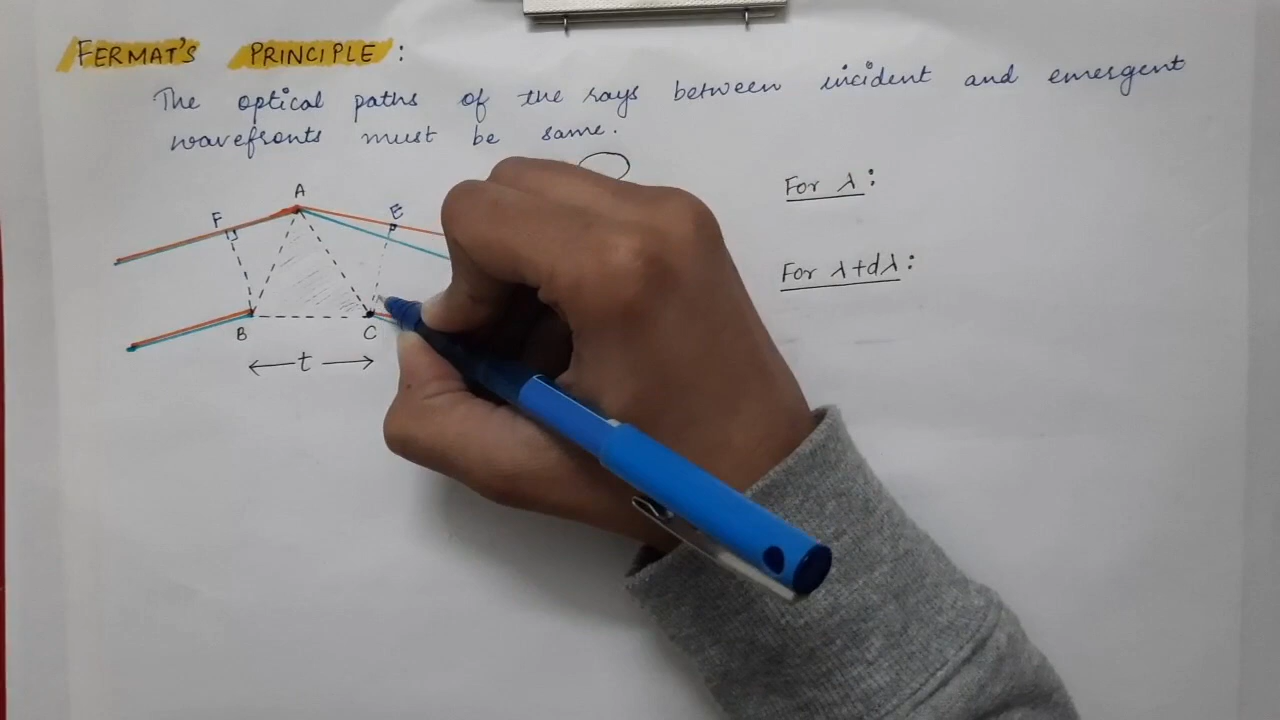 FERMAT'S PRINCIPLE :
The optical paths of the rays between incident and emergent
wavefronts must be same.
For λ :
For λ+dλ :
A
F
E
B
C
t